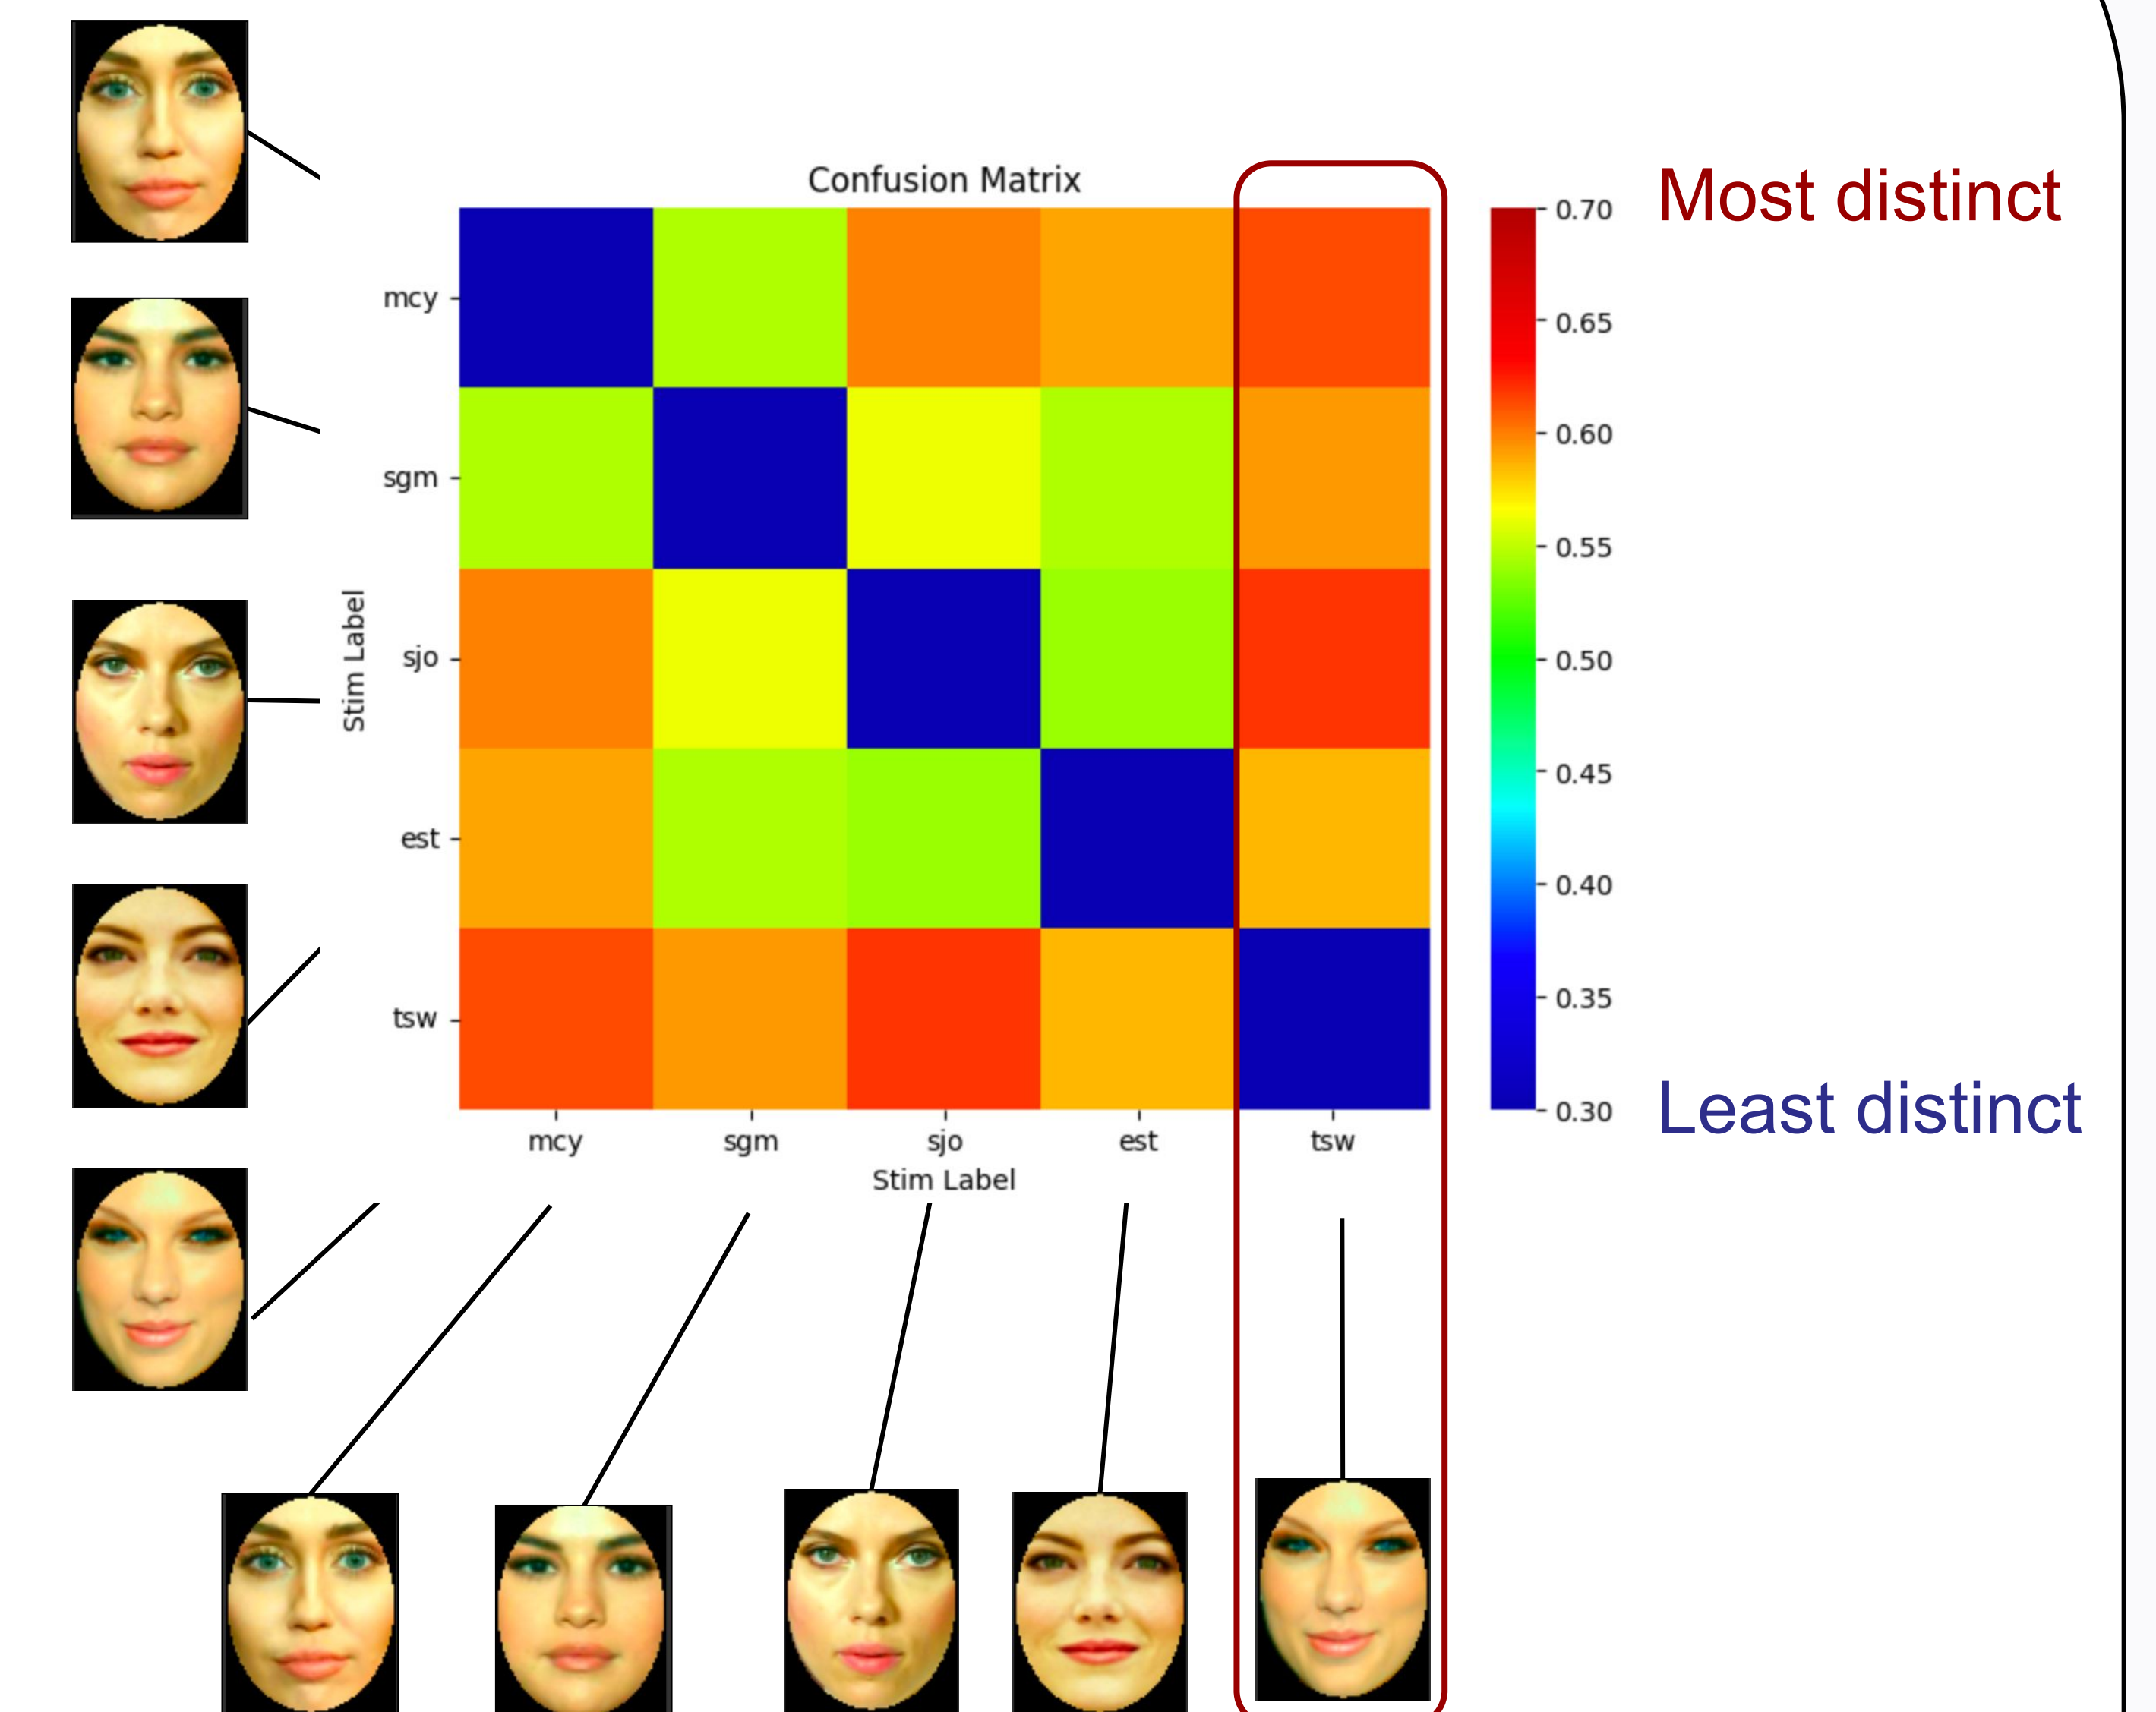 Confusion Matrix
Most distinct
0.70
0.65
0.60
0.55
0.50
0.45
0.40
0.35
0.30
Least distinct
Stim Label
mcy
sgm
sjo
est
tsw
mcy sgm sjo est tsw
Stim Label